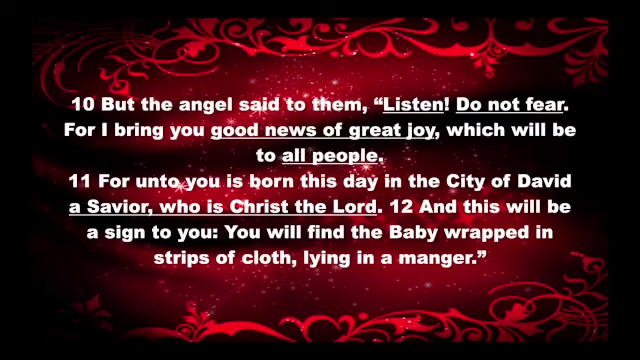 10 But the angel said to them, “Listen! Do not fear.
For I bring you good news of great joy, which will be
to all people.
11 For unto you is born this day in the City of David
a Savior, who is Christ the Lord. 12 And this will be
a sign to you: You will find the Baby wrapped in
strips of cloth, lying in a manger.”